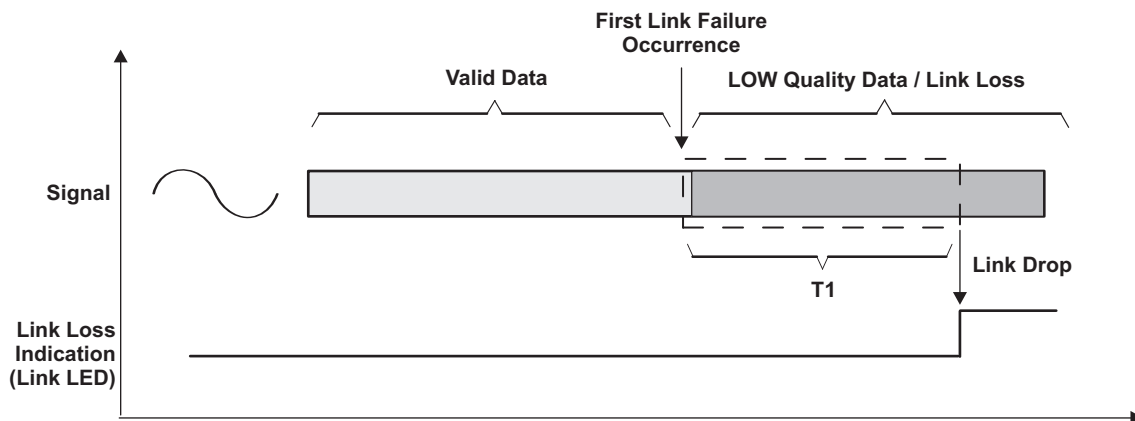 First Link Failure
Occurrence
Valid Data
LOW Quality Data / Link Loss
Signal
Link Drop
T1
Link Loss
Indication
(Link LED)